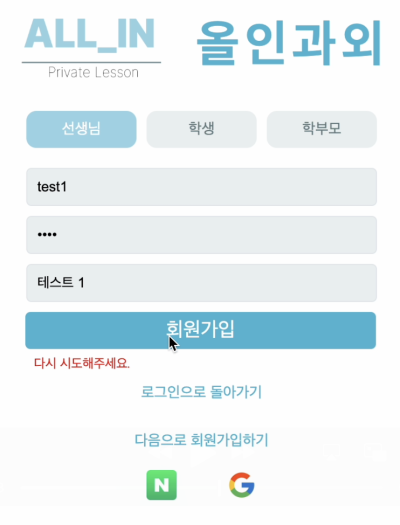 ALL_IN
Private Lesson
올인과외
선생님 학생 학부모
test1
••••
테스트 1
회원가입
다시 시도해주세요.
로그인으로 돌아가기
다음으로 회원가입하기
N G